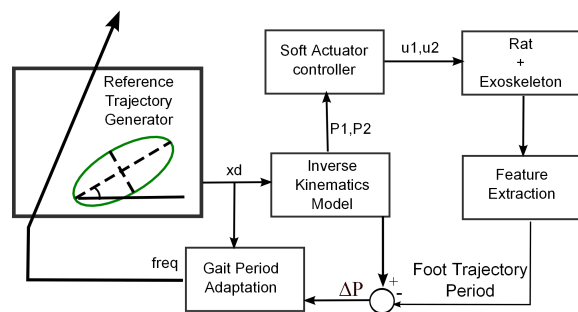 Reference
Trajectory
Generator
Soft Actuator
controller
u1,u2
Rat
+
Exoskeleton
P1,P2
xd
Inverse
Kinematics
Model
Feature
Extraction
freq
Gait Period
Adaptation
ΔP
+
-
Foot Trajectory
Period